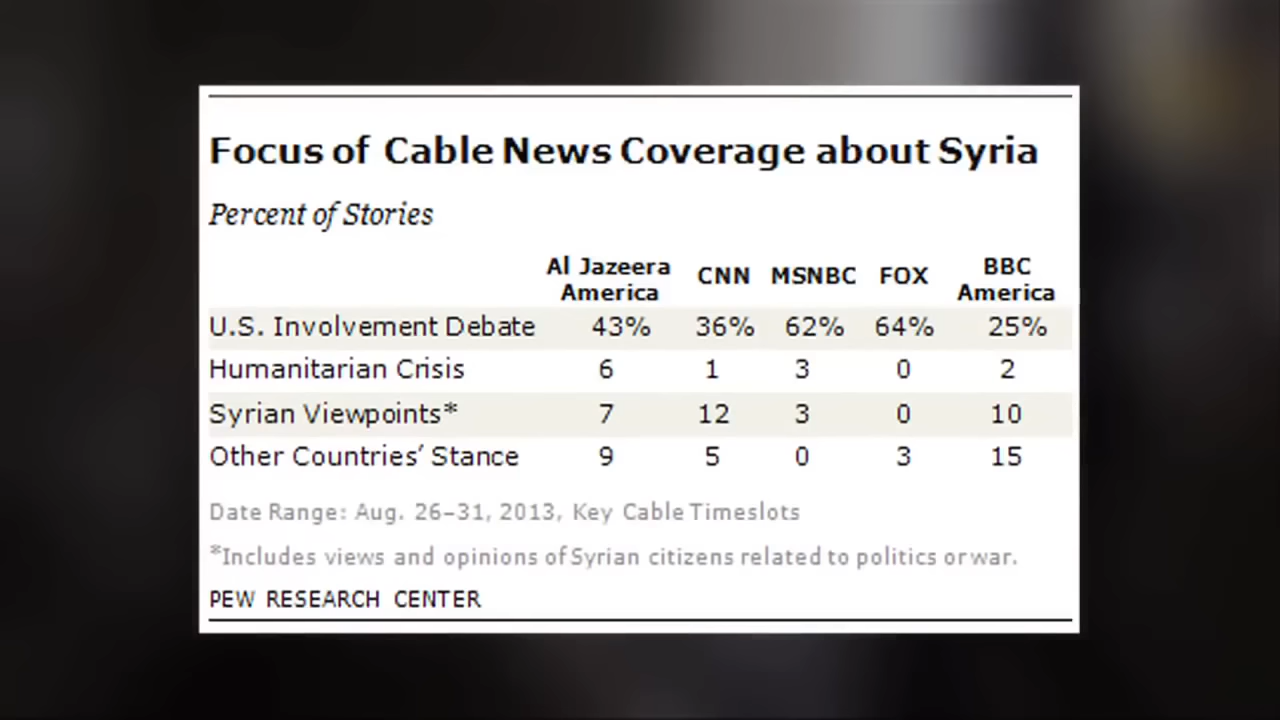 Focus of Cable News Coverage about Syria
Percent of Stories
Al Jazeera America CNN MSNBC FOX BBC America
U.S. Involvement Debate 43% 36% 62% 64% 25%
Humanitarian Crisis 6 1 3 0 2
Syrian Viewpoints* 7 12 3 0 10
Other Countries’ Stance 9 5 0 3 15
Date Range: Aug. 26–31, 2013, Key Cable Timeslots
*Includes views and opinions of Syrian citizens related to politics or war.
PEW RESEARCH CENTER